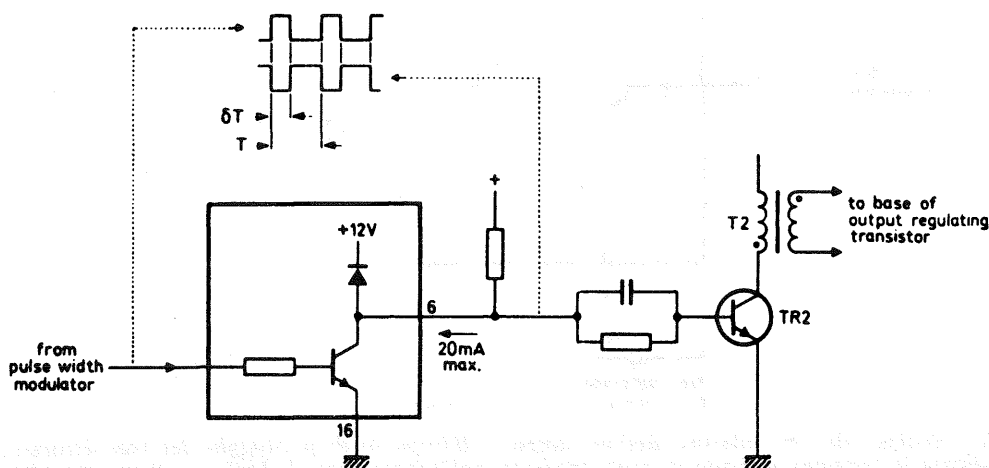 δT
T
+
+12V
6
20mA
max.
from
pulse width
modulator
16
T2
to base of
output regulating
transistor
TR2